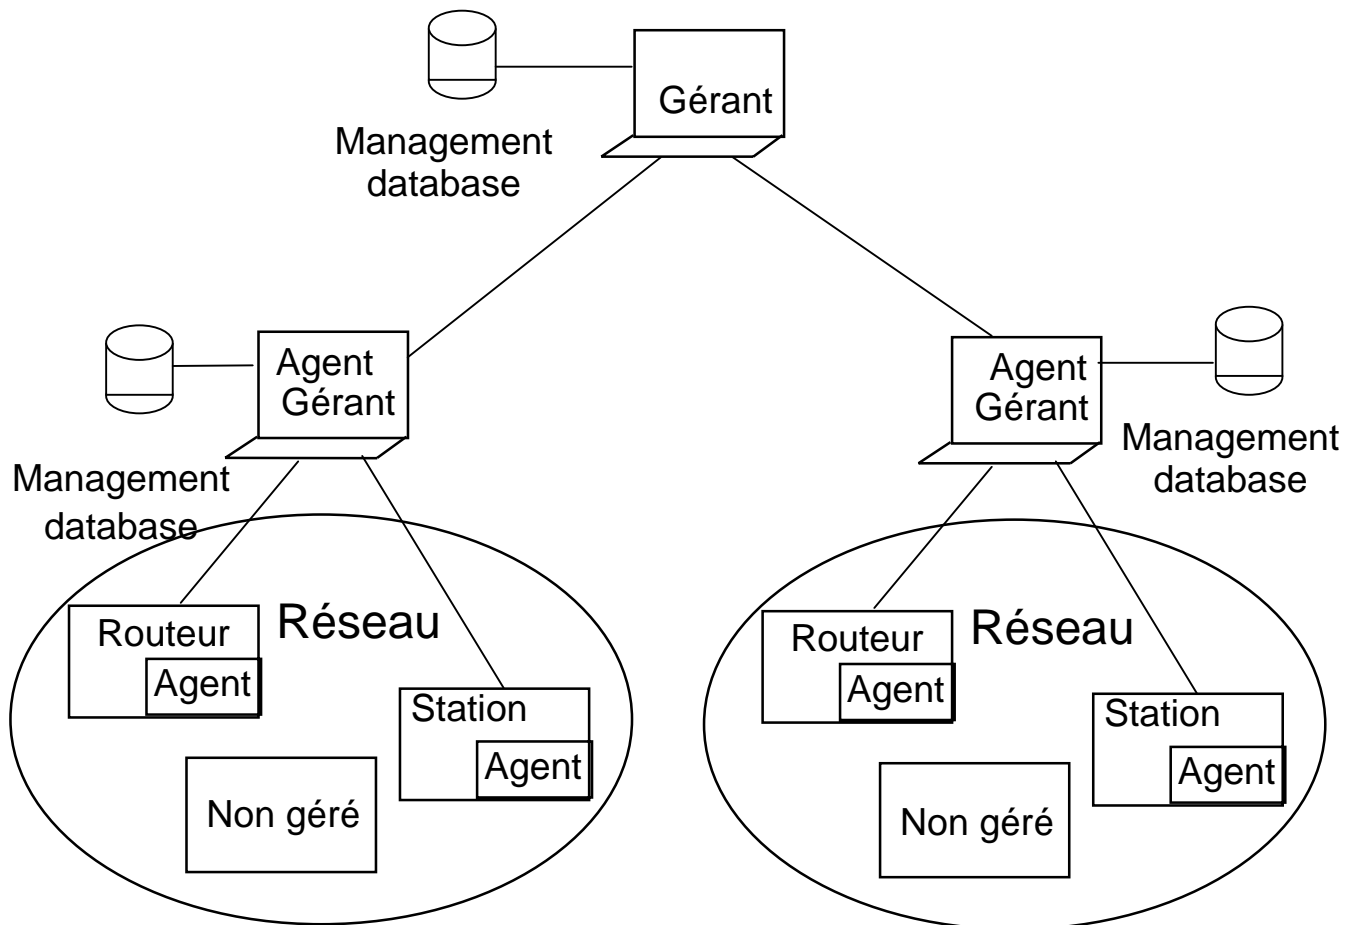 Gérant
Management
database
Agent
Gérant
Management
database
Agent
Gérant
Management
database
Réseau
Routeur
Agent
Station
Agent
Non géré
Réseau
Routeur
Agent
Station
Agent
Non géré